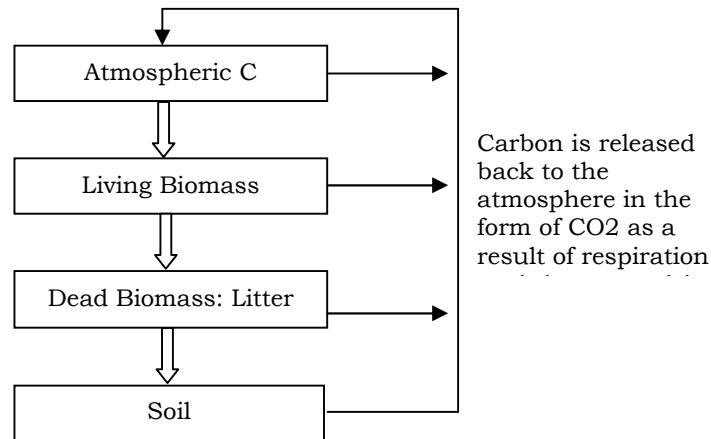 Atmospheric C
Living Biomass
Dead Biomass: Litter
Soil
Carbon is released
back to the
atmosphere in the
form of CO2 as a
result of respiration